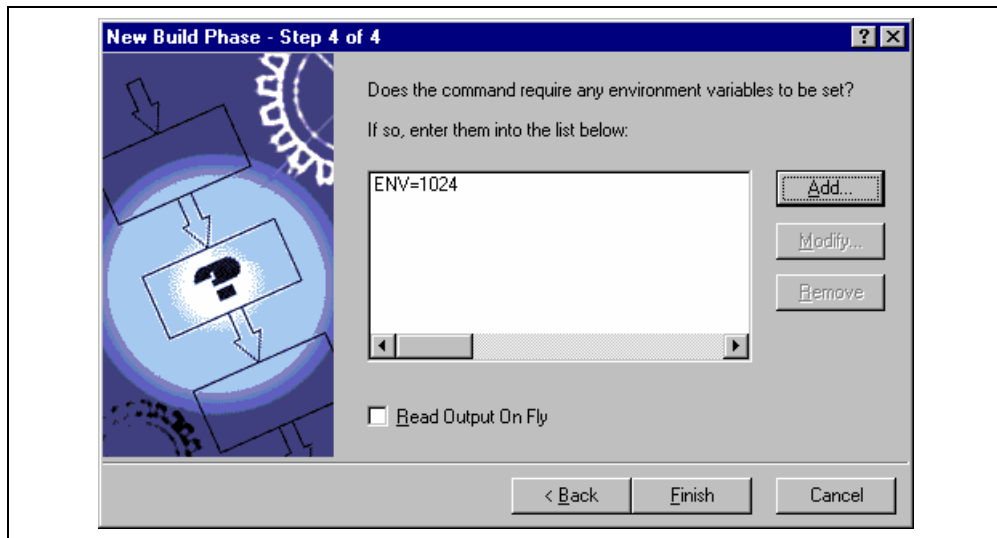 New Build Phase - Step 4 of 4
Does the command require any environment variables to be set?
If so, enter them into the list below:
ENV=1024
Add...
Modify...
Remove
Read Output On Fly
< Back
Finish
Cancel